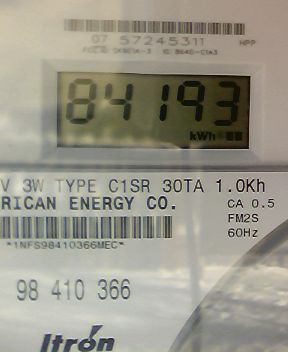 07 57245311 HPP
84193
kWh
V 3W TYPE C1SR 30TA 1.0Kh
RICAN ENERGY CO.
CA 0.5
FM2S
60Hz
*1NFS98410366MEC*
98 410 366
Itrón